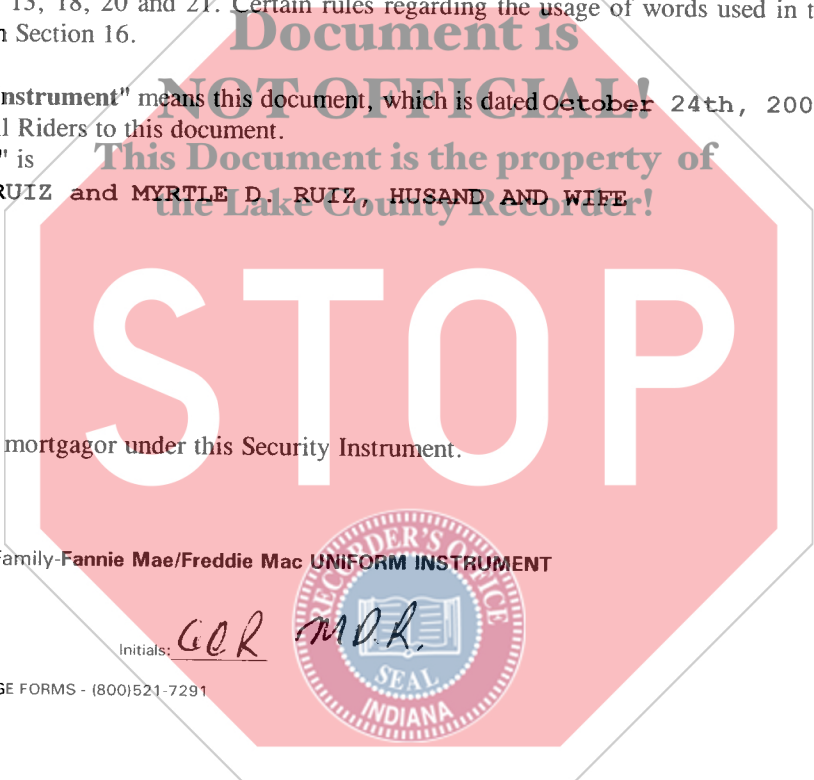 13, 18, 20 and 21. Certain rules regarding the usage of words used in t
n Section 16.
Document is
nstrument" means this document, which is dated October 24th, 200
NOT OFFICIAL!
l Riders to this document.
" is
This Document is the property of
RUIZ and MYRTLE D. RUIZ, HUSAND AND WIFE
the Lake County Recorder!
STOP
mortgagor under this Security Instrument.
Family-Fannie Mae/Freddie Mac UNIFORM INSTRUMENT
RECORDER'S OFFICE
Initials: GCR MDR.
SEAL
INDIANA
GE FORMS - (800)521-7291